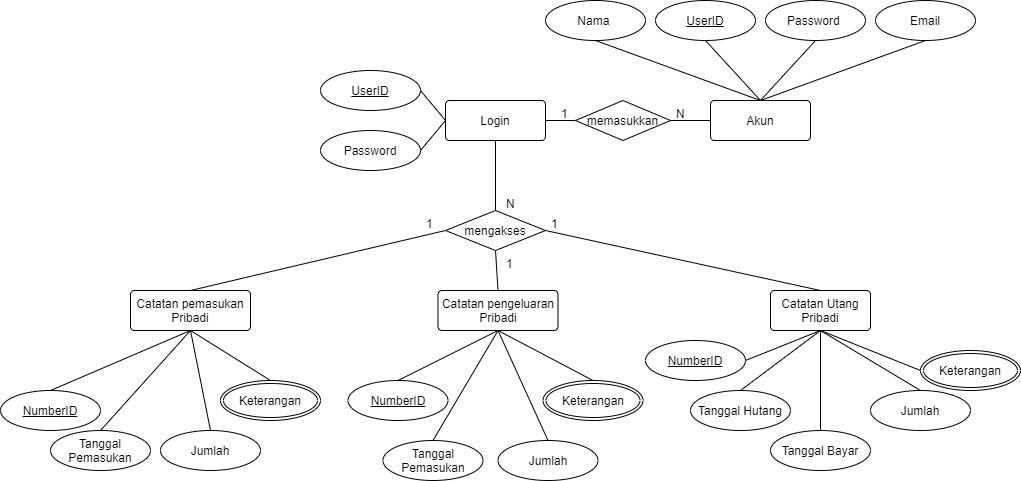 Nama
UserID
Password
Email
UserID
Login
1
memasukkan
N
Akun
Password
N
1
mengakses
1
1
Catatan pemasukan
Pribadi
Catatan pengeluaran
Pribadi
Catatan Utang
Pribadi
NumberID
Tanggal
Pemasukan
Jumlah
Keterangan
NumberID
Tanggal
Pemasukan
Jumlah
Keterangan
NumberID
Tanggal Hutang
Tanggal Bayar
Jumlah
Keterangan